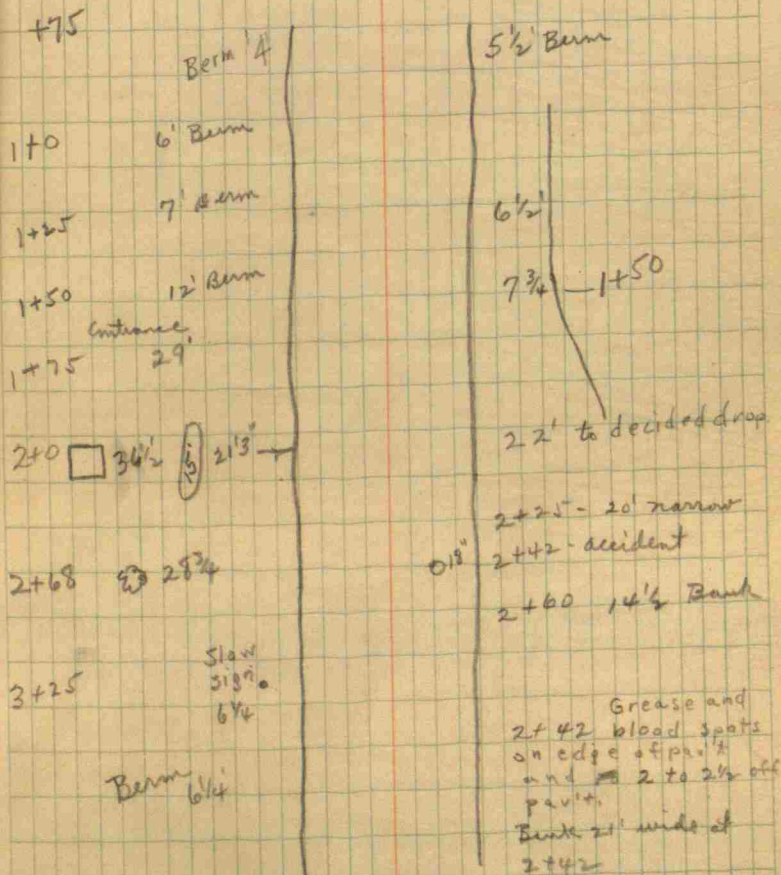 +75
Berm 4'
5½' Berm
1+0 6' Berm
1+25 7' Berm
6½'
1+50 12' Berm
7¾ — 1+50
Entrance
1+75 29'
22' to decided drop
2+0 36½ 21'3"
2+25 - 20' narrow
018" 2+42 - accident
2+68 28¾
2+60 14½ Bank
3+25 Slow
sign.
6¼
Berm 6¼'
Grease and
2+42 blood spots
on edge of pav't
and 2 to 2½ off
pav't.
Bank 21' wide at
2+42